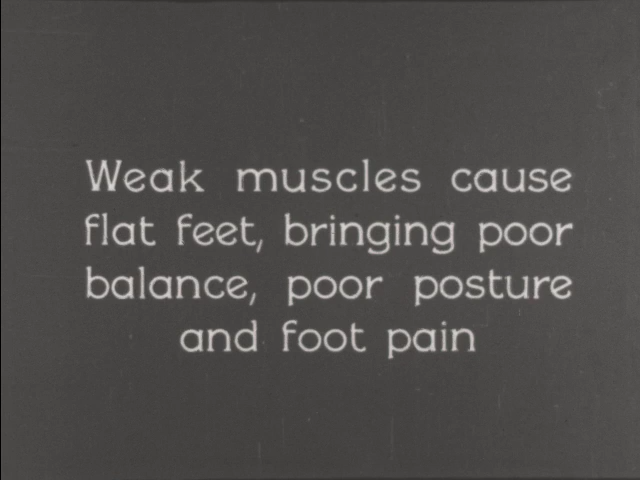 Weak muscles cause
flat feet, bringing poor
balance, poor posture
and foot pain